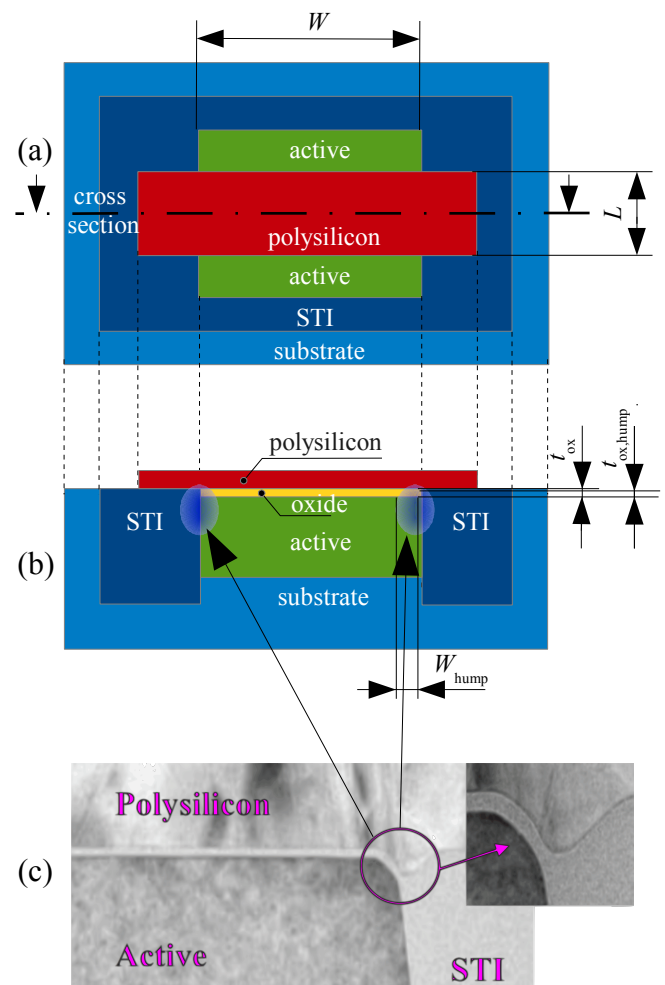 W
(a)
active
cross
section
polysilicon
L
active
STI
substrate
polysilicon
t ox
t ox,hump
oxide
STI
STI
active
(b)
substrate
W hump
Polysilicon
(c)
Active
STI